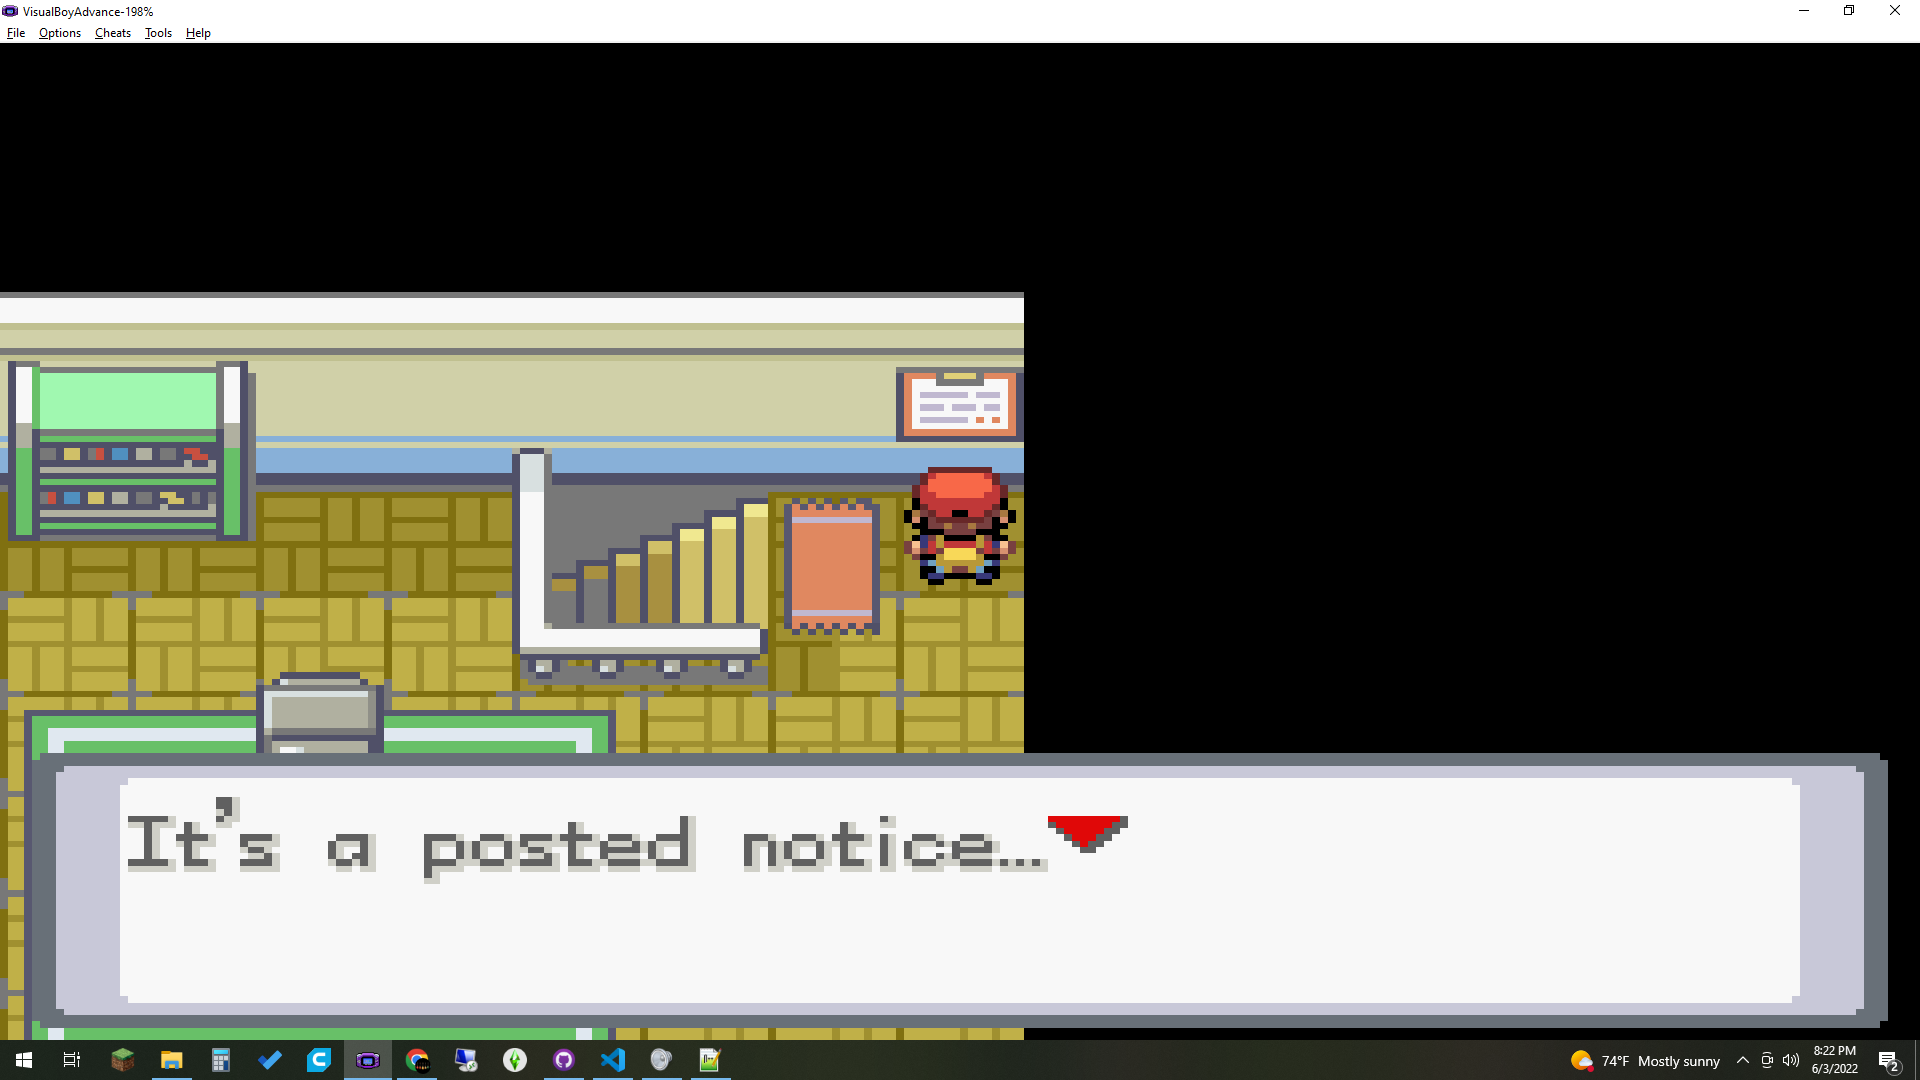 VisualBoyAdvance-198%
File Options Cheats Tools Help
It's a posted notice…
74°F Mostly sunny
8:22 PM
6/3/2022
2